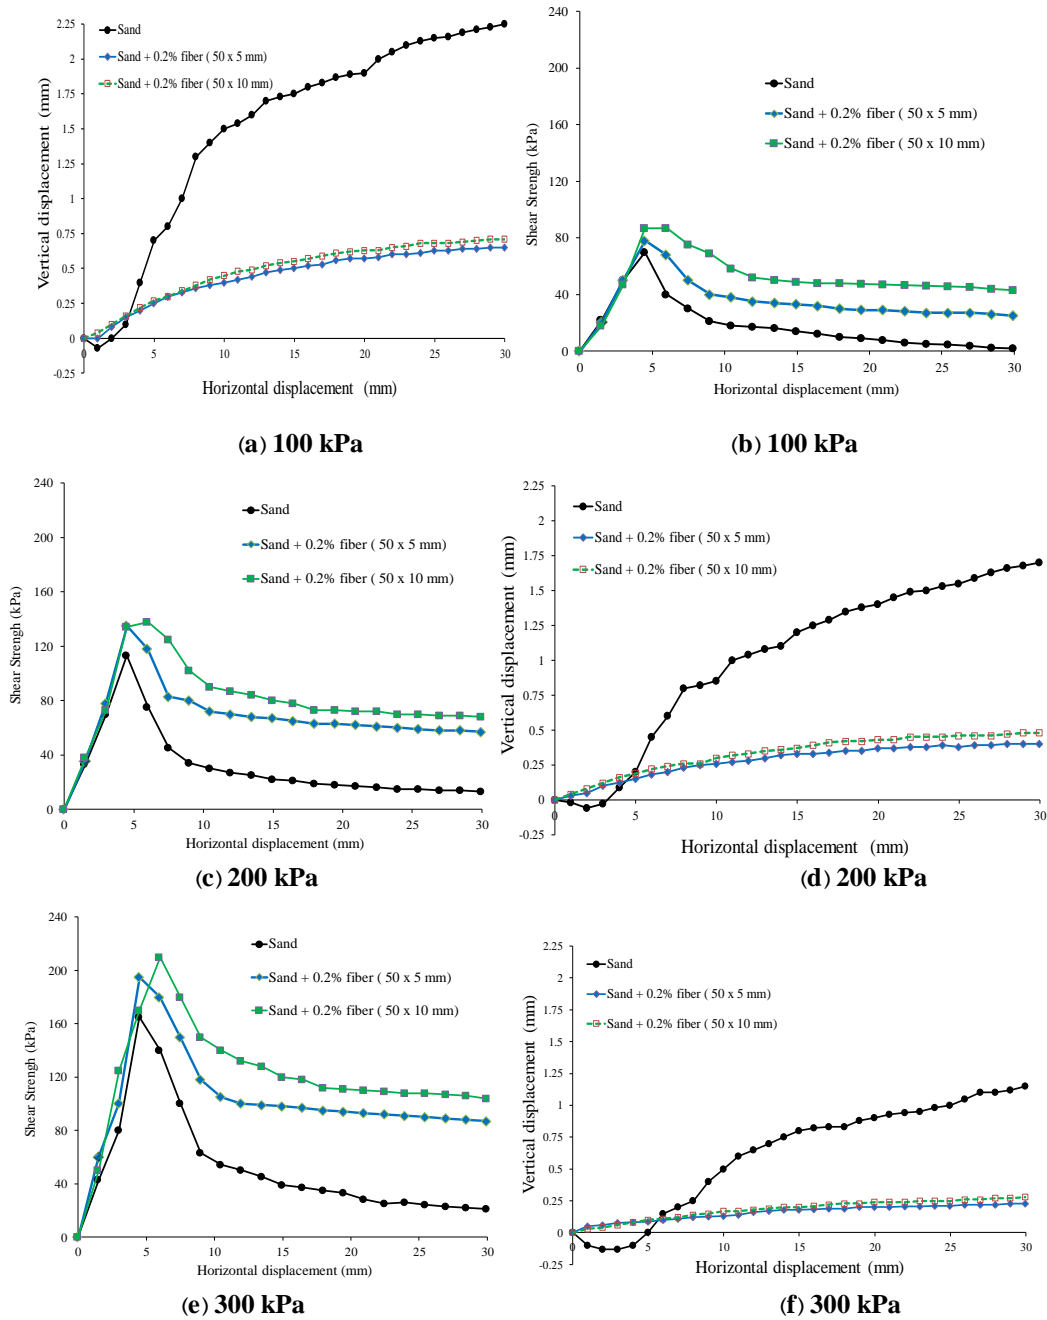 2.25
2
1.75
1.5
1.25
1
0.75
0.5
0.25
0
-0.25
Vertical displacement (mm)
Sand
Sand + 0.2% fiber ( 50 x 5 mm)
Sand + 0.2% fiber ( 50 x 10 mm)
0 5 10 15 20 25 30
Horizontal displacement (mm)
(a) 100 kPa
240
200
160
120
80
40
0
Shear Strengh (kPa)
Sand
Sand + 0.2% fiber ( 50 x 5 mm)
Sand + 0.2% fiber ( 50 x 10 mm)
0 5 10 15 20 25 30
Horizontal displacement (mm)
(b) 100 kPa
240
200
160
120
80
40
0
Shear Strengh (kPa)
Sand
Sand + 0.2% fiber ( 50 x 5 mm)
Sand + 0.2% fiber ( 50 x 10 mm)
0 5 10 15 20 25 30
Horizontal displacement (mm)
(c) 200 kPa
2.25
2
1.75
1.5
1.25
1
0.75
0.5
0.25
0
-0.25
Vertical displacement (mm)
Sand
Sand + 0.2% fiber ( 50 x 5 mm)
Sand + 0.2% fiber ( 50 x 10 mm)
0 5 10 15 20 25 30
Horizontal displacement (mm)
(d) 200 kPa
240
200
160
120
80
40
0
Shear Strengh (kPa)
Sand
Sand + 0.2% fiber ( 50 x 5 mm)
Sand + 0.2% fiber ( 50 x 10 mm)
0 5 10 15 20 25 30
Horizontal displacement (mm)
(e) 300 kPa
2.25
2
1.75
1.5
1.25
1
0.75
0.5
0.25
0
-0.25
Vertical displacement (mm)
Sand
Sand + 0.2% fiber ( 50 x 5 mm)
Sand + 0.2% fiber ( 50 x 10 mm)
0 5 10 15 20 25 30
Horizontal displacement (mm)
(f) 300 kPa